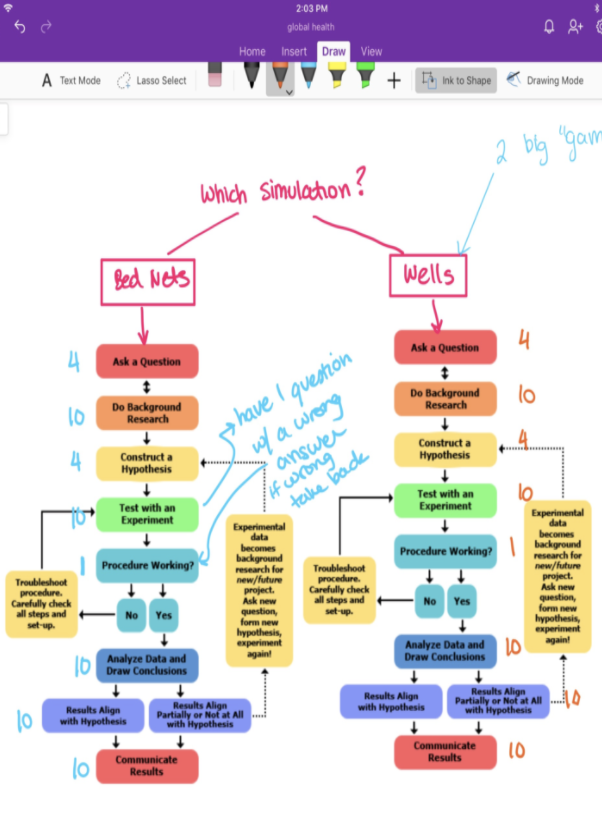 2:03 PM
global health
Home Insert Draw View
A Text Mode Lasso Select + Ink to Shape Drawing Mode
2 big "gam
Which Simulation?
Bed Nets
4
Ask a Question
10
Do Background
Research
4
Construct a
Hypothesis
10
Test with an
Experiment
1
Procedure Working?
No Yes
Troubleshoot
procedure.
Carefully check
all steps and
set-up.
10
Analyze Data and
Draw Conclusions
10
Results Align
with Hypothesis
Results Align
Partially or Not at All
with Hypothesis
10
Communicate
Results
Experimental
data
becomes
background
research for
new/future
project.
Ask new
question,
form new
hypothesis,
experiment
again!
have 1 question
w/ a wrong
answer
if wrong
take back
Wells
Ask a Question
4
Do Background
Research
10
Construct a
Hypothesis
4
Test with an
Experiment
10
Procedure Working?
1
No Yes
Troubleshoot
procedure.
Carefully check
all steps and
set-up.
Analyze Data and
Draw Conclusions
10
Results Align
with Hypothesis
Results Align
Partially or Not at All
with Hypothesis
10
Communicate
Results
10
Experimental
data
becomes
background
research for
new/future
project.
Ask new
question,
form new
hypothesis,
experiment
again!